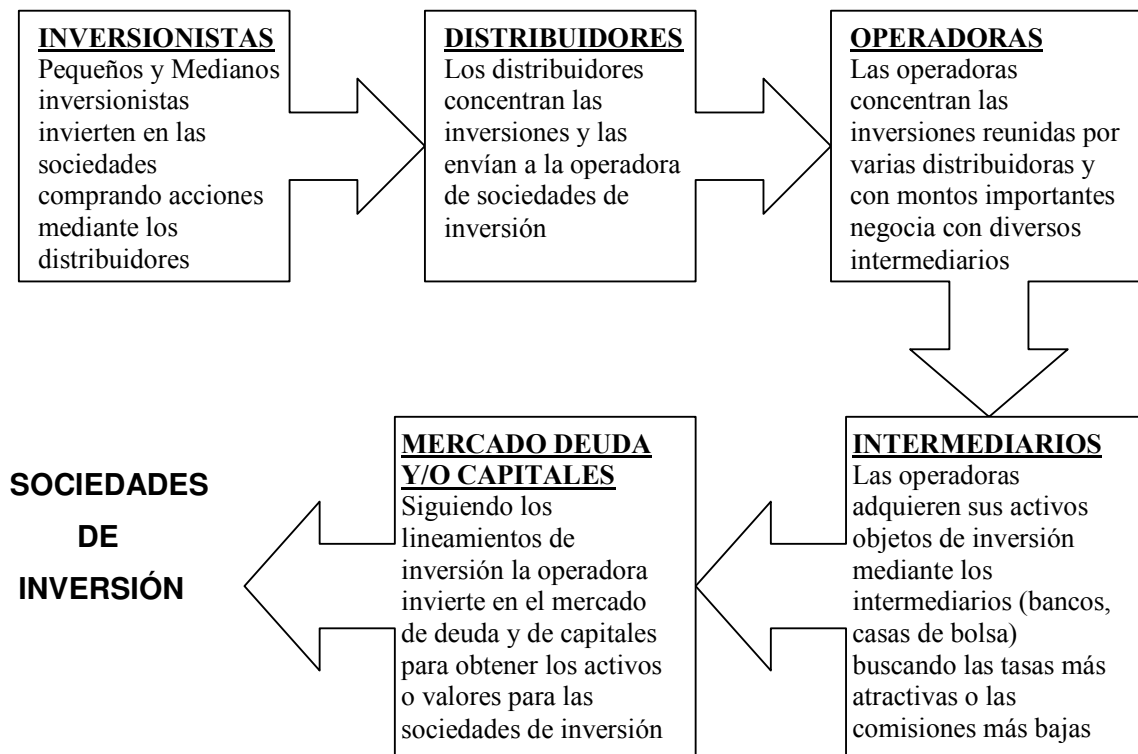 INVERSIONISTAS
Pequeños y Medianos
inversionistas
invierten en las
sociedades
comprando acciones
mediante los
distribuidores
DISTRIBUIDORES
Los distribuidores
concentran las
inversiones y las
envían a la operadora
de sociedades de
inversión
OPERADORAS
Las operadoras
concentran las
inversiones reunidas por
varias distribuidoras y
con montos importantes
negocia con diversos
intermediarios
INTERMEDIARIOS
Las operadoras
adquieren sus activos
objetos de inversión
mediante los
intermediarios (bancos,
casas de bolsa)
buscando las tasas más
atractivas o las
comisiones más bajas
MERCADO DEUDA
Y/O CAPITALES
Siguiendo los
lineamientos de
inversión la operadora
invierte en el mercado
de deuda y de capitales
para obtener los activos
o valores para las
sociedades de inversión
SOCIEDADES
DE
INVERSIÓN